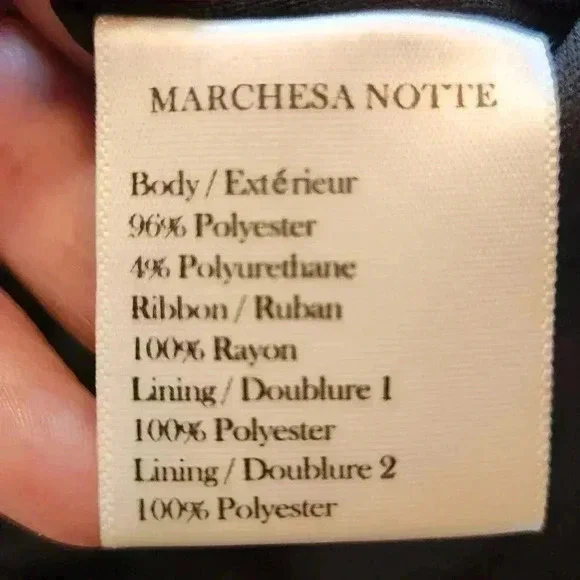 MARCHESA NOTTE
Body / Extérieur
96% Polyester
4% Polyurethane
Ribbon / Ruban
100% Rayon
Lining / Doublure 1
100% Polyester
Lining / Doublure 2
100% Polyester